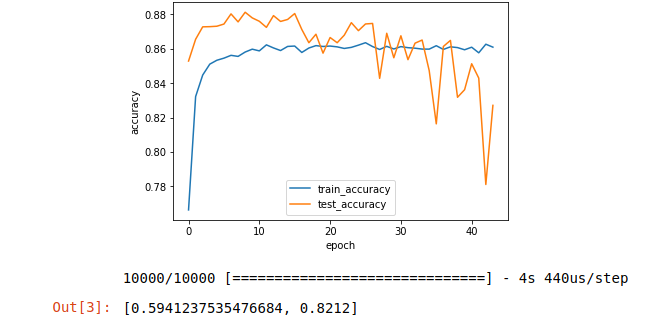 0.88
0.86
0.84
0.82
0.80
0.78
accuracy
train_accuracy
test_accuracy
0 10 20 30 40
epoch
10000/10000 [==============================] - 4s 440us/step
Out[3]: [0.5941237535476684, 0.8212]